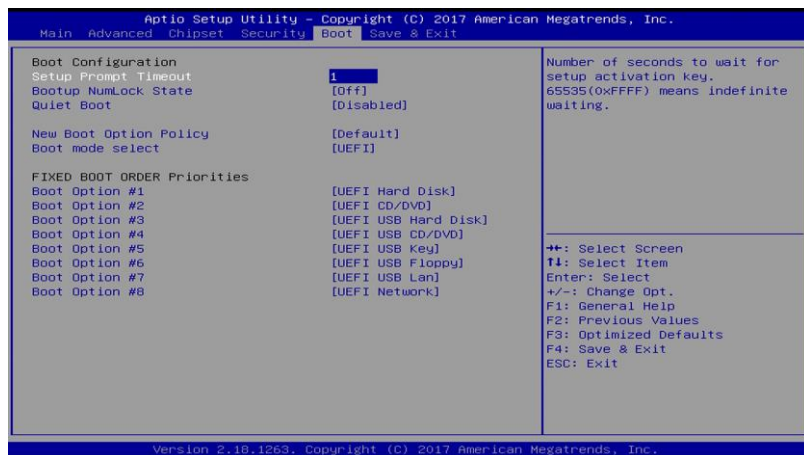 Aptio Setup Utility – Copyright (C) 2017 American Megatrends, Inc.
Main Advanced Chipset Security Boot Save & Exit
Boot Configuration
Setup Prompt Timeout 1
Bootup NumLock State [Off]
Quiet Boot [Disabled]
New Boot Option Policy [Default]
Boot mode select [UEFI]
FIXED BOOT ORDER Priorities
Boot Option #1 [UEFI Hard Disk]
Boot Option #2 [UEFI CD/DVD]
Boot Option #3 [UEFI USB Hard Disk]
Boot Option #4 [UEFI USB CD/DVD]
Boot Option #5 [UEFI USB Key]
Boot Option #6 [UEFI USB Floppy]
Boot Option #7 [UEFI USB Lan]
Boot Option #8 [UEFI Network]
Number of seconds to wait for
setup activation key.
65535(0xFFFF) means indefinite
waiting.
→←: Select Screen
↑↓: Select Item
Enter: Select
+/-: Change Opt.
F1: General Help
F2: Previous Values
F3: Optimized Defaults
F4: Save & Exit
ESC: Exit
Version 2.18.1263. Copyright (C) 2017 American Megatrends, Inc.